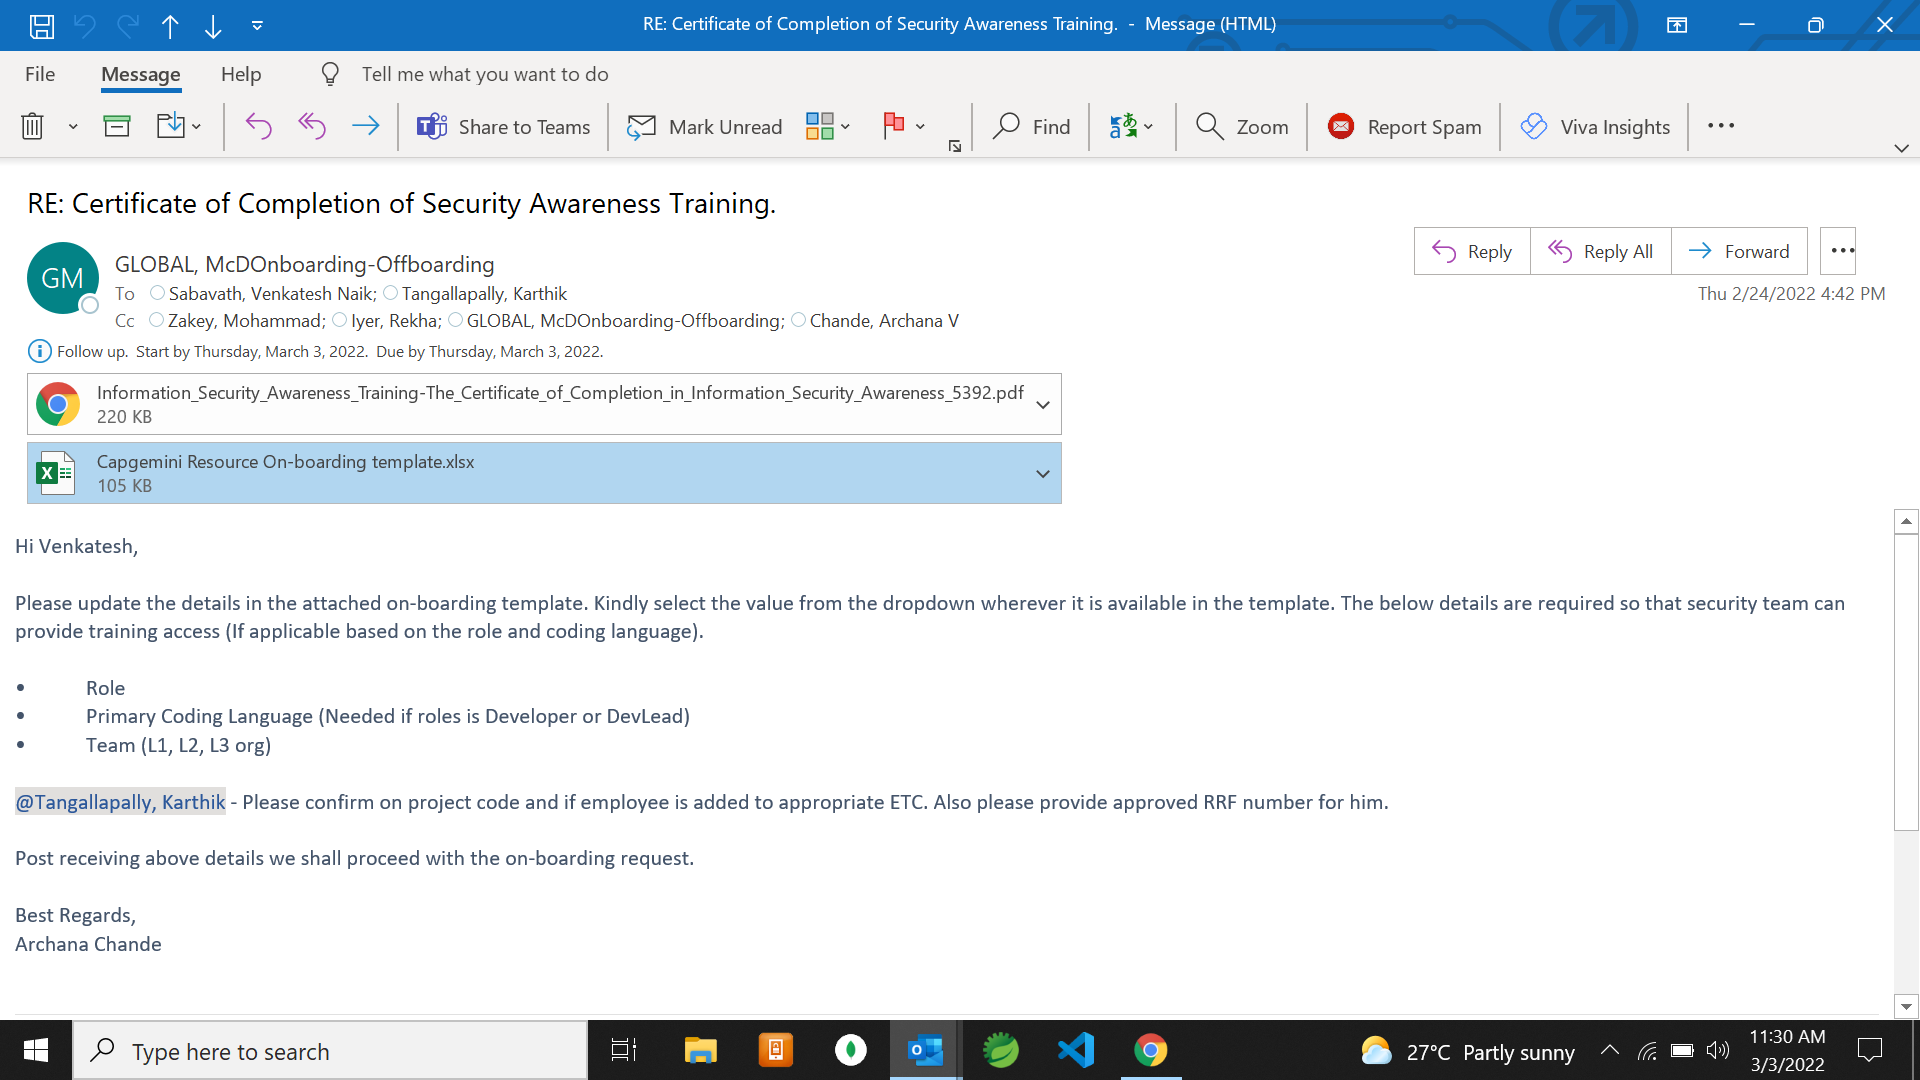 RE: Certificate of Completion of Security Awareness Training.  -  Message (HTML)
File Message Help Tell me what you want to do
Share to Teams Mark Unread Find Zoom Report Spam Viva Insights
RE: Certificate of Completion of Security Awareness Training.
GM
GLOBAL, McDOnboarding-Offboarding
Reply Reply All Forward
To Sabavath, Venkatesh Naik; Tangallapally, Karthik
Thu 2/24/2022 4:42 PM
Cc Zakey, Mohammad; Iyer, Rekha; GLOBAL, McDOnboarding-Offboarding; Chande, Archana V
Follow up.  Start by Thursday, March 3, 2022.  Due by Thursday, March 3, 2022.
Information_Security_Awareness_Training-The_Certificate_of_Completion_in_Information_Security_Awareness_5392.pdf
220 KB
Capgemini Resource On-boarding template.xlsx
105 KB
Hi Venkatesh,
Please update the details in the attached on-boarding template. Kindly select the value from the dropdown wherever it is available in the template. The below details are required so that security team can
provide training access (If applicable based on the role and coding language).
• Role
• Primary Coding Language (Needed if roles is Developer or DevLead)
• Team (L1, L2, L3 org)
@Tangallapally, Karthik - Please confirm on project code and if employee is added to appropriate ETC. Also please provide approved RRF number for him.
Post receiving above details we shall proceed with the on-boarding request.
Best Regards,
Archana Chande
Type here to search
27°C Partly sunny
11:30 AM
3/3/2022